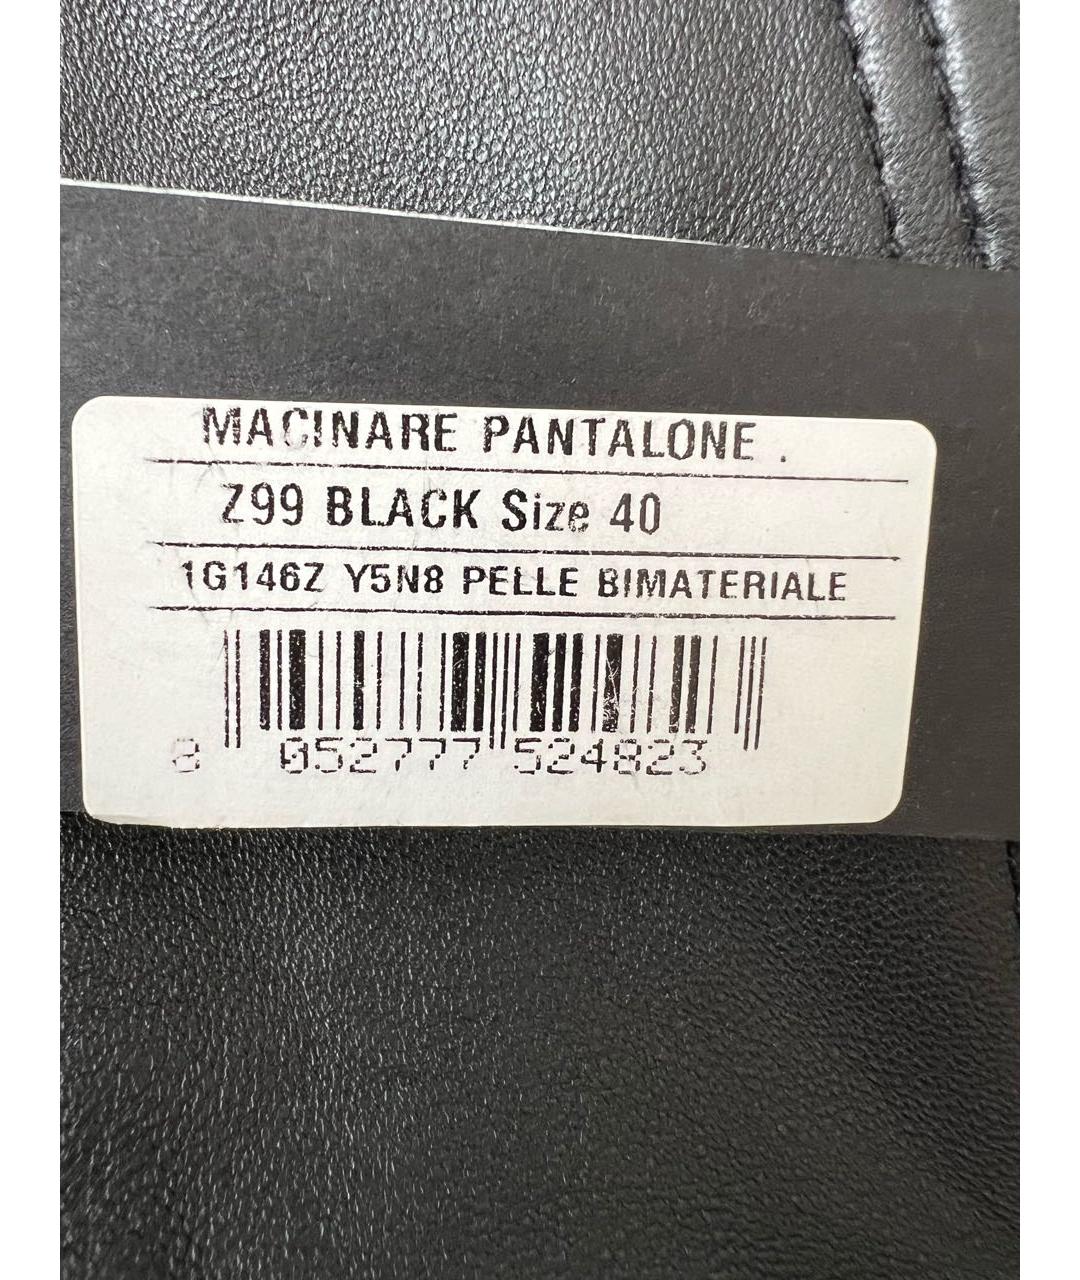 MACINARE PANTALONE .
Z99 BLACK Size 40
1G146Z Y5N8 PELLE BIMATERIALE
8 052777 524823